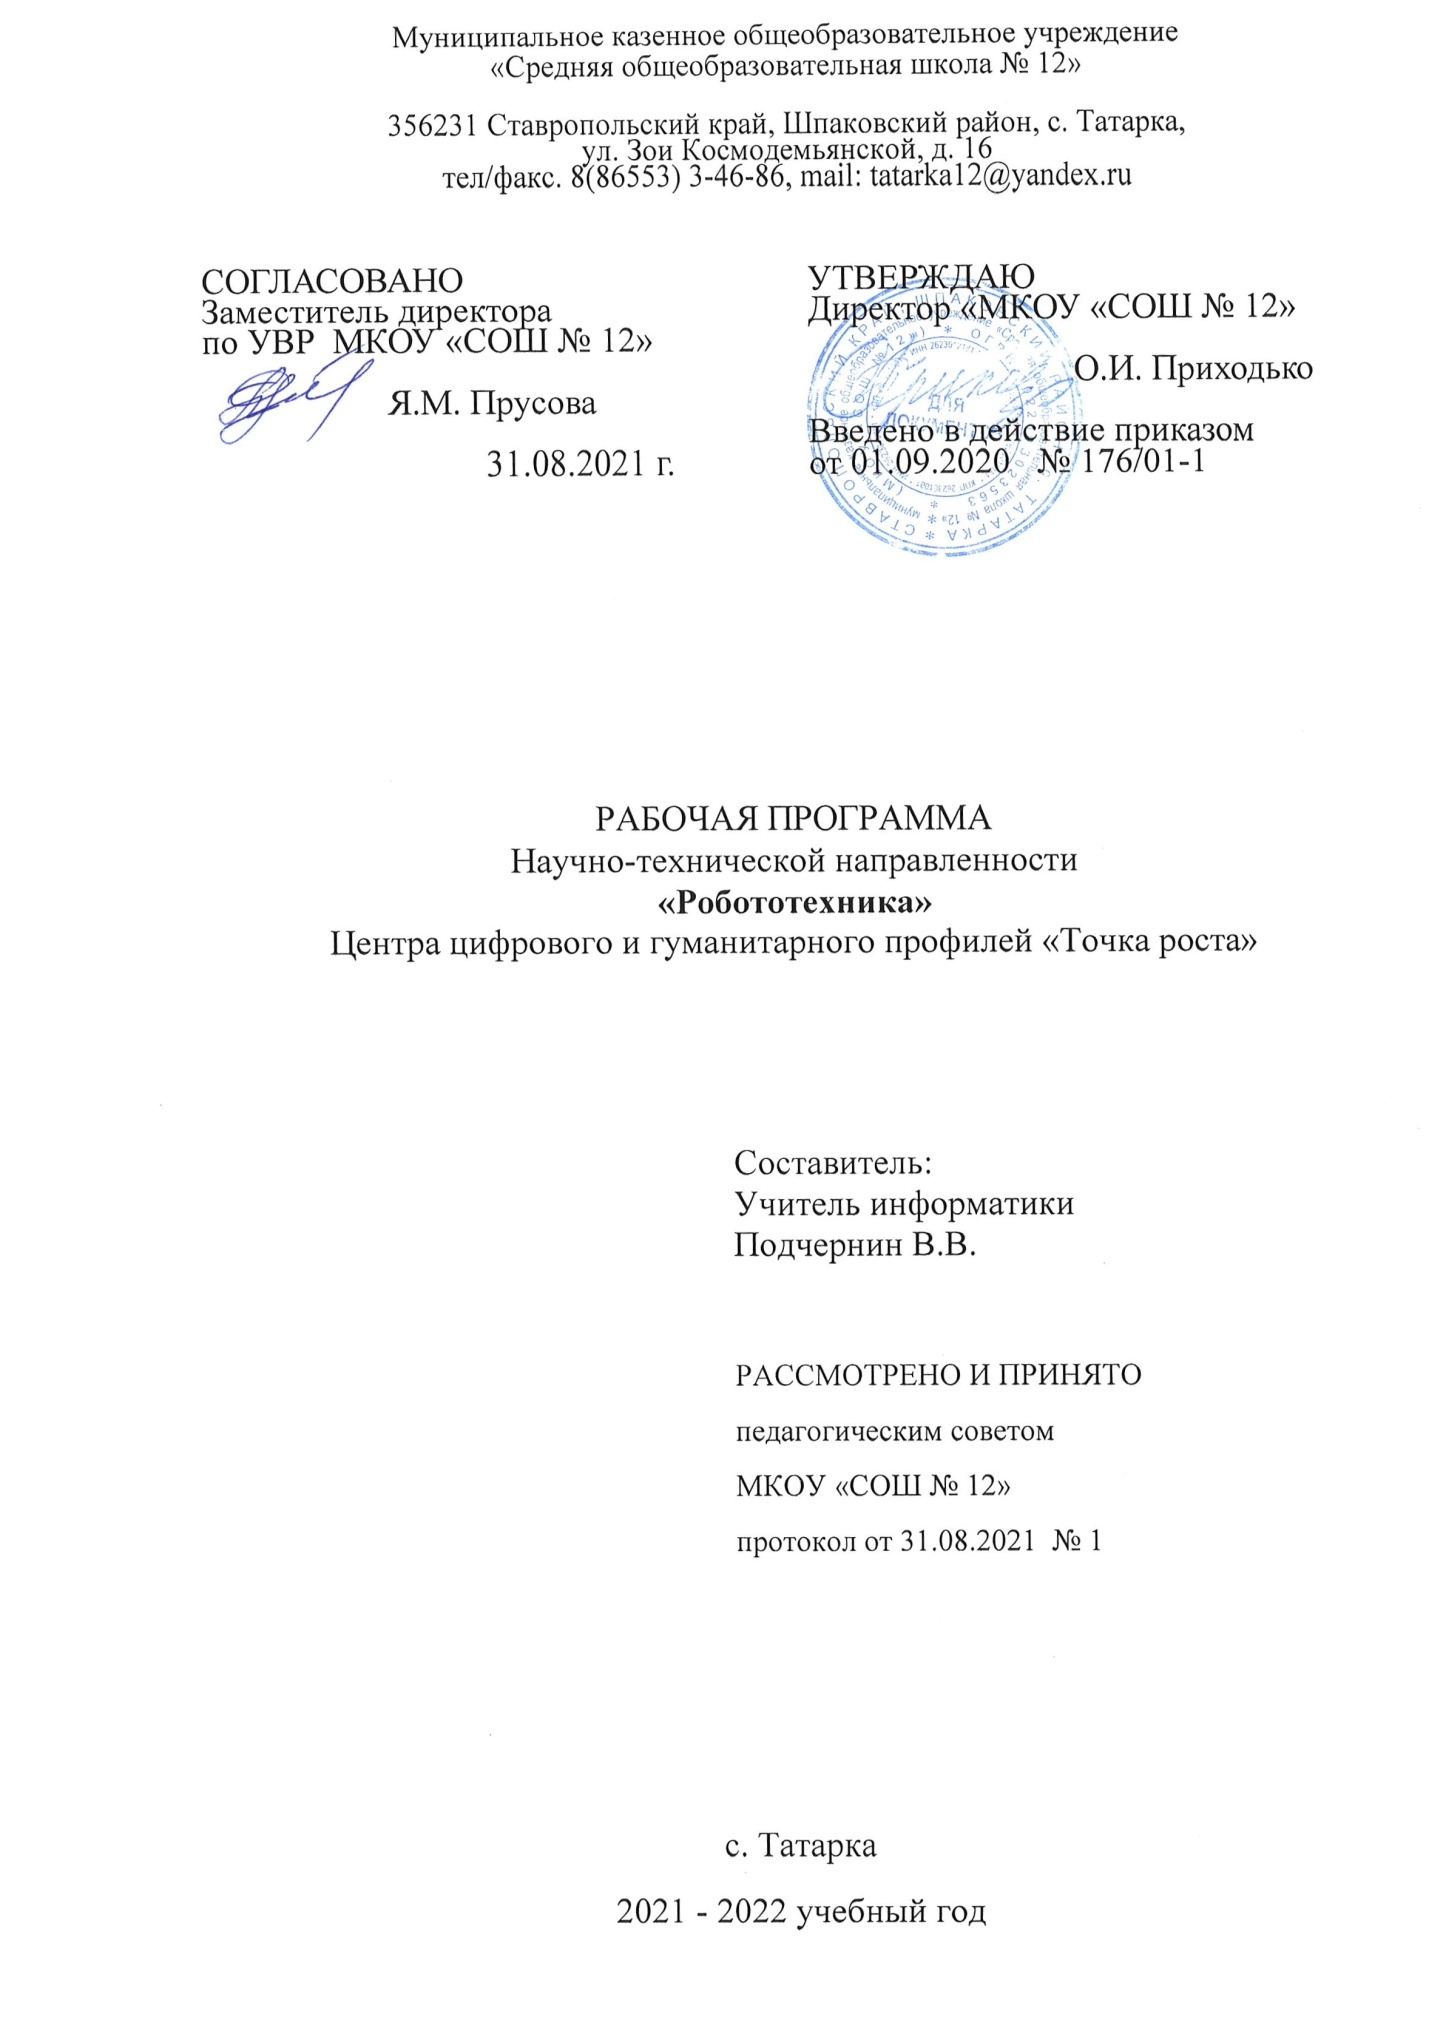 Муниципальное казенное общеобразовательное учреждение
«Средняя общеобразовательная школа № 12»
356231 Ставропольский край, Шпаковский район, с. Татарка,
ул. Зои Космодемьянской, д. 16
тел/факс. 8(86553) 3-46-86, mail: tatarka12@yandex.ru
СОГЛАСОВАНО
Заместитель директора
по УВР МКОУ «СОШ № 12»
Я.М. Прусова
31.08.2021 г.
УТВЕРЖДАЮ
Директор «МКОУ «СОШ № 12»
О.И. Приходько
Введено в действие приказом
от 01.09.2020 № 176/01-1
ДЛЯ
ДОКУМЕНТ
ТАТАРКА * СТАВРОПО
РАБОЧАЯ ПРОГРАММА
Научно-технической направленности
«Робототехника»
Центра цифрового и гуманитарного профилей «Точка роста»
Составитель:
Учитель информатики
Подчернин В.В.
РАССМОТРЕНО И ПРИНЯТО
педагогическим советом
МКОУ «СОШ № 12»
протокол от 31.08.2021 № 1
с. Татарка
2021 - 2022 учебный год